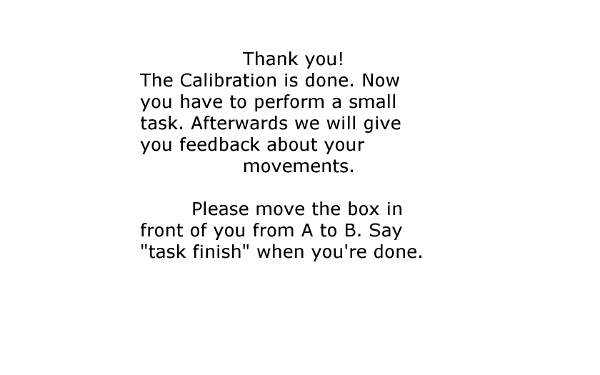 Thank you!
The Calibration is done. Now
you have to perform a small
task. Afterwards we will give
you feedback about your
movements.
Please move the box in
front of you from A to B. Say
"task finish" when you're done.